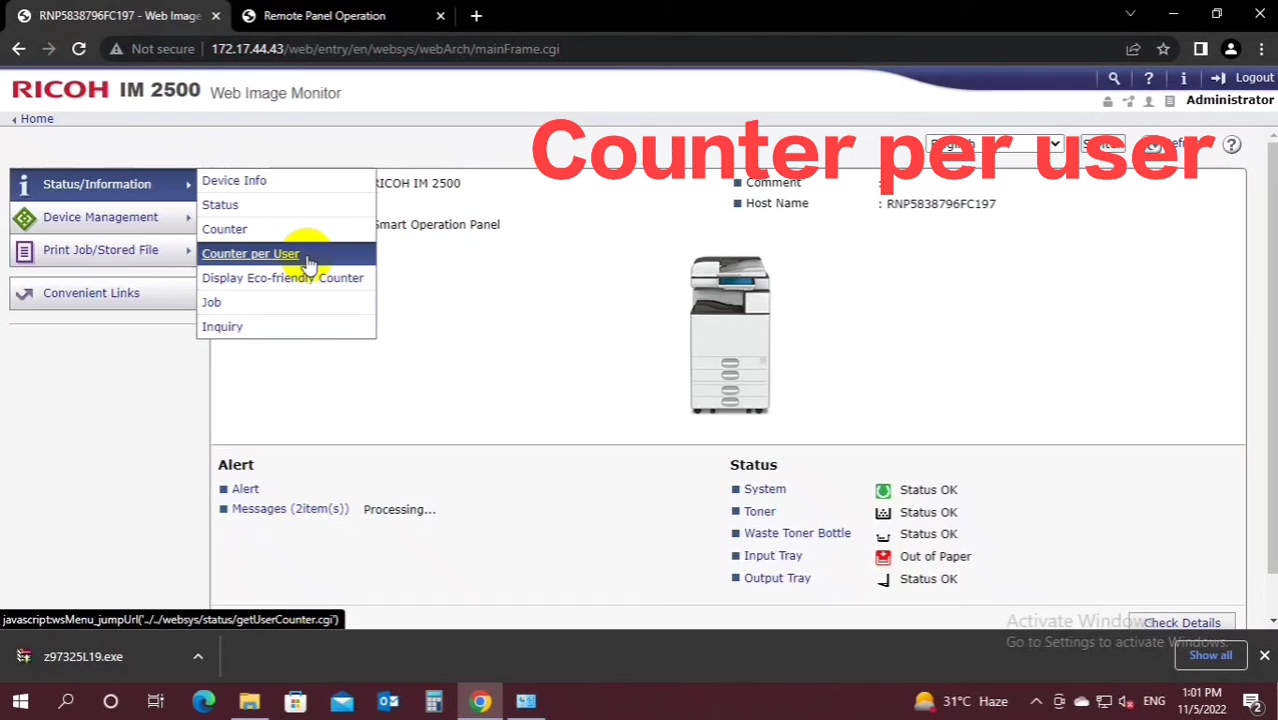 RNP5838796FC197 - Web Image
Remote Panel Operation
Not secure 172.17.44.43/web/entry/en/websys/webArch/mainFrame.cgi
RICOH IM 2500 Web Image Monitor
Logout
Administrator
Home
Counter per user
English
Status/Information
Device Management
Print Job/Stored File
Convenient Links
Device Info
Status
Counter
Counter per User
Display Eco-friendly Counter
Job
Inquiry
RICOH IM 2500
Smart Operation Panel
Comment :
Host Name : RNP5838796FC197
Alert
Alert
Messages (2item(s)) Processing...
Status
System Status OK
Toner Status OK
Waste Toner Bottle Status OK
Input Tray Out of Paper
Output Tray Status OK
Check Details
javascript:wsMenu_jumpUrl('../../websys/status/getUserCounter.cgi')
Activate Windows
Go to Settings to activate Windows.
z97325L19.exe
Show all
31°C Haze
ENG
1:01 PM
11/5/2022
2